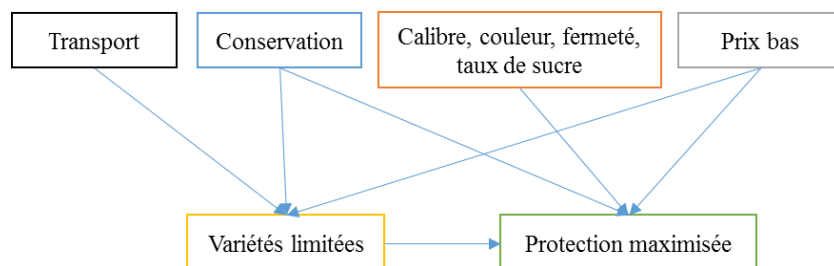 Transport
Conservation
Calibre, couleur, fermeté,
taux de sucre
Prix bas
Variétés limitées
Protection maximisée